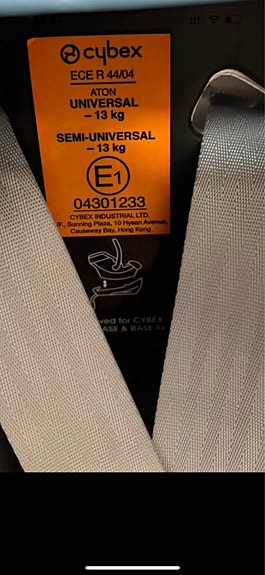 cybex
ECE R 44/04
ATON
UNIVERSAL
– 13 kg
SEMI-UNIVERSAL
– 13 kg
E1
04301233
CYBEX INDUSTRIAL LTD.
/F., Sunning Plaza, 10 Hysan Avenue,
Causeway Bay, Hong Kong
for CYBEX
BASE & BASE